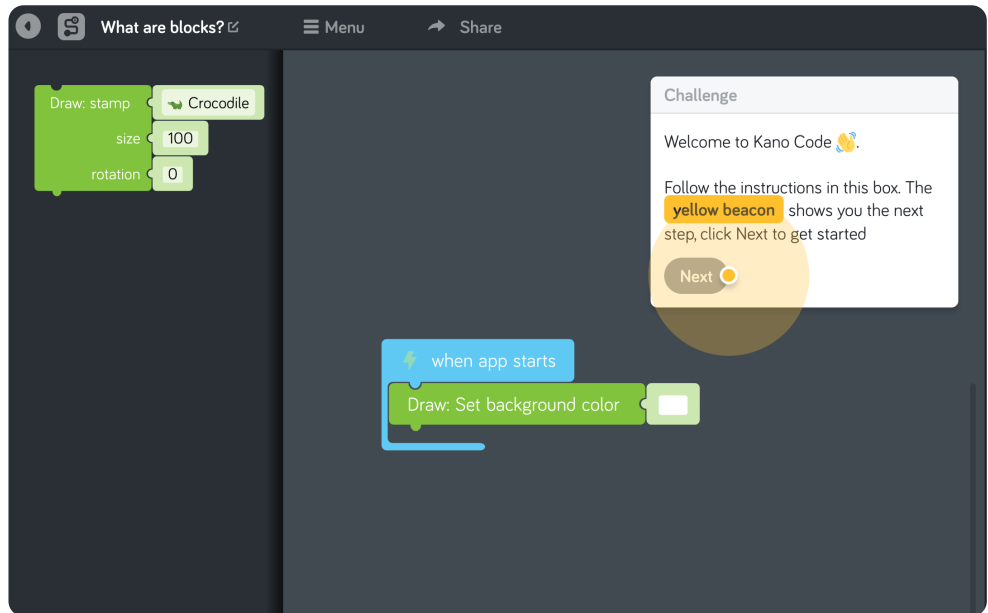 What are blocks?
Menu
Share
Draw: stamp
Crocodile
size
100
rotation
0
Challenge
Welcome to Kano Code 👋.
Follow the instructions in this box. The
yellow beacon shows you the next
step, click Next to get started
Next
when app starts
Draw: Set background color